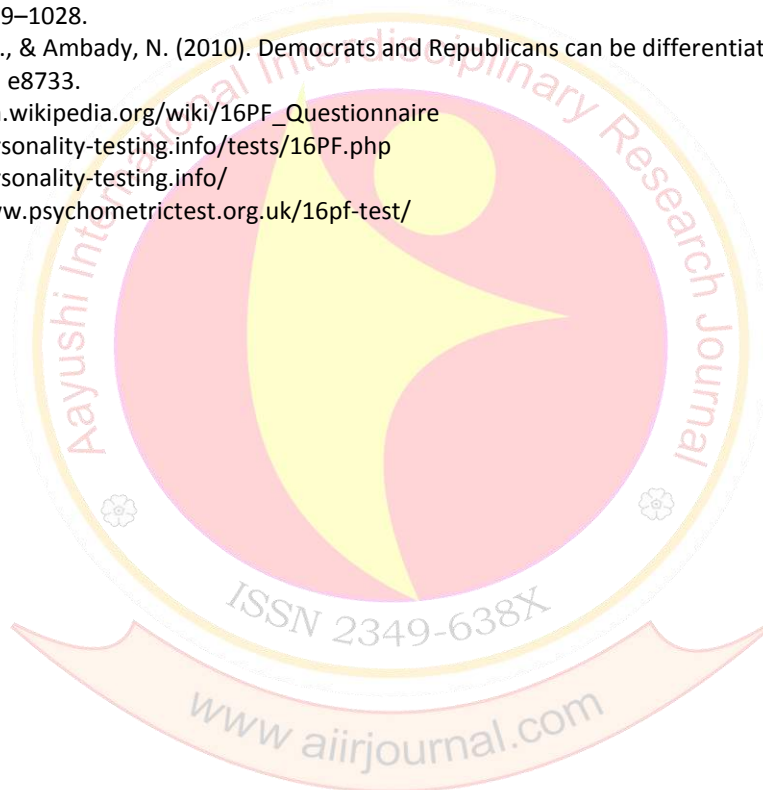 9–1028.
., & Ambady, N. (2010). Democrats and Republicans can be differentiat
e8733.
.wikipedia.org/wiki/16PF_Questionnaire
rsonality-testing.info/tests/16PF.php
rsonality-testing.info/
ww.psychometrictest.org.uk/16pf-test/
Aayushi International Interdisciplinary Research Journal
ISSN 2349-638X
www aiirjournal.com